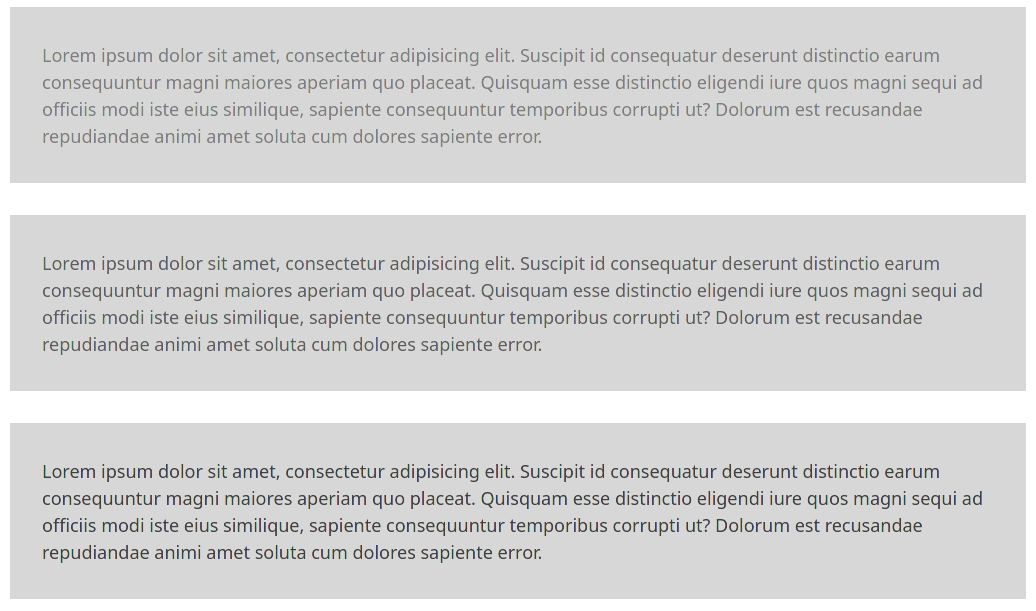 Lorem ipsum dolor sit amet, consectetur adipisicing elit. Suscipit id consequatur deserunt distinctio earum
consequuntur magni maiores aperiam quo placeat. Quisquam esse distinctio eligendi iure quos magni sequi ad
officiis modi iste eius similique, sapiente consequuntur temporibus corrupti ut? Dolorum est recusandae
repudiandae animi amet soluta cum dolores sapiente error.
Lorem ipsum dolor sit amet, consectetur adipisicing elit. Suscipit id consequatur deserunt distinctio earum
consequuntur magni maiores aperiam quo placeat. Quisquam esse distinctio eligendi iure quos magni sequi ad
officiis modi iste eius similique, sapiente consequuntur temporibus corrupti ut? Dolorum est recusandae
repudiandae animi amet soluta cum dolores sapiente error.
Lorem ipsum dolor sit amet, consectetur adipisicing elit. Suscipit id consequatur deserunt distinctio earum
consequuntur magni maiores aperiam quo placeat. Quisquam esse distinctio eligendi iure quos magni sequi ad
officiis modi iste eius similique, sapiente consequuntur temporibus corrupti ut? Dolorum est recusandae
repudiandae animi amet soluta cum dolores sapiente error.